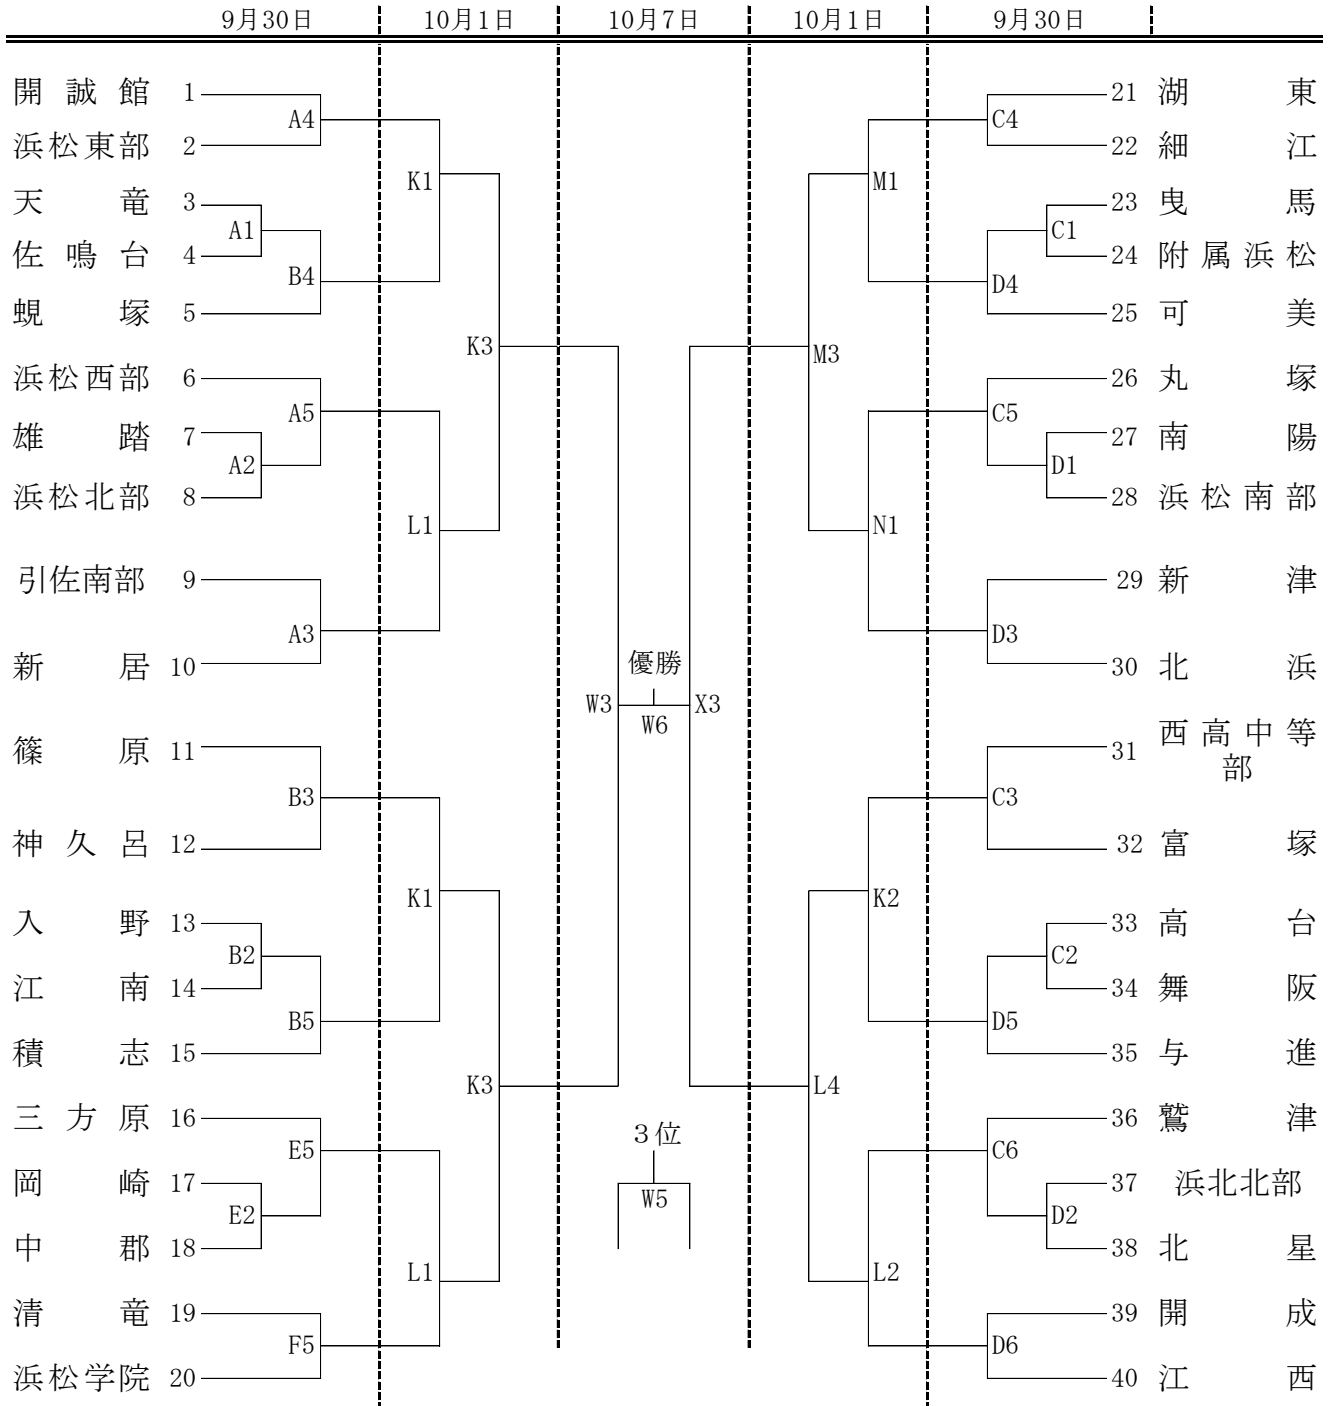 9月30日 10月1日 10月7日 10月1日 9月30日
開誠館 1
A4
浜松東部 2
K1
天竜 3
A1
佐鳴台 4
B4
蜆塚 5
K3
浜松西部 6
A5
雄踏 7
A2
浜松北部 8
L1
引佐南部 9
A3
新居 10
篠原 11
B3
神久呂 12
K1
入野 13
B2
江南 14
B5
積志 15
K3
三方原 16
E5
岡崎 17
E2
中郡 18
L1
清竜 19
F5
浜松学院 20
優勝
W3
W6
X3
3位
W5
21 湖東
C4
22 細江
M1
23 曳馬
C1
24 附属浜松
D4
25 可美
M3
26 丸塚
C5
27 南陽
D1
28 浜松南部
N1
29 新津
D3
30 北浜
31 西高中等
部
C3
32 富塚
K2
33 高台
C2
34 舞阪
D5
35 与進
L4
36 鷲津
C6
37 浜北北部
D2
38 北星
L2
39 開成
D6
40 江西